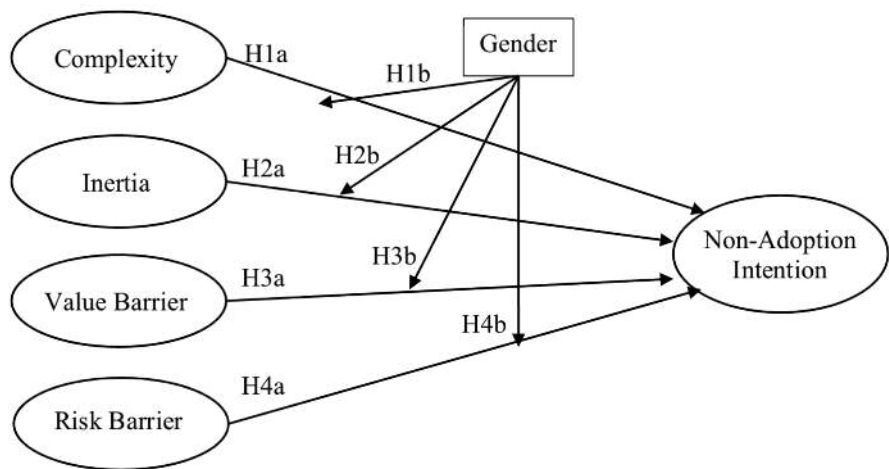 Complexity
H1a
Gender
H1b
Inertia
H2a
H2b
Non-Adoption
Intention
Value Barrier
H3a
H3b
H4b
Risk Barrier
H4a